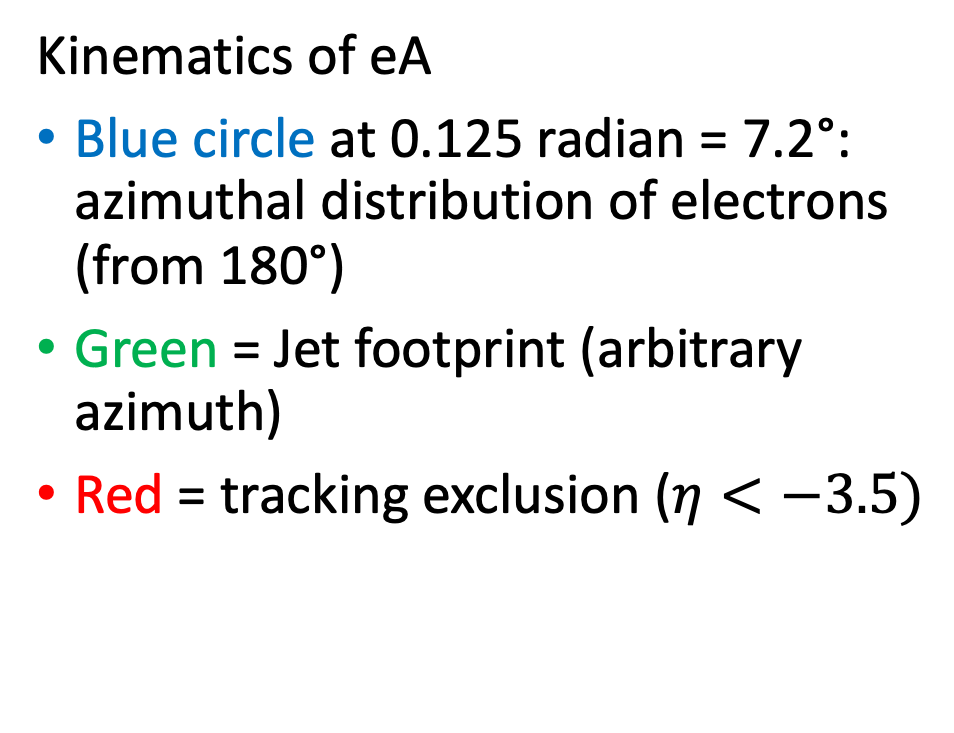 Kinematics of eA
• Blue circle at 0.125 radian = 7.2°:
azimuthal distribution of electrons
(from 180°)
• Green = Jet footprint (arbitrary
azimuth)
• Red = tracking exclusion (𝜂 < −3.5)